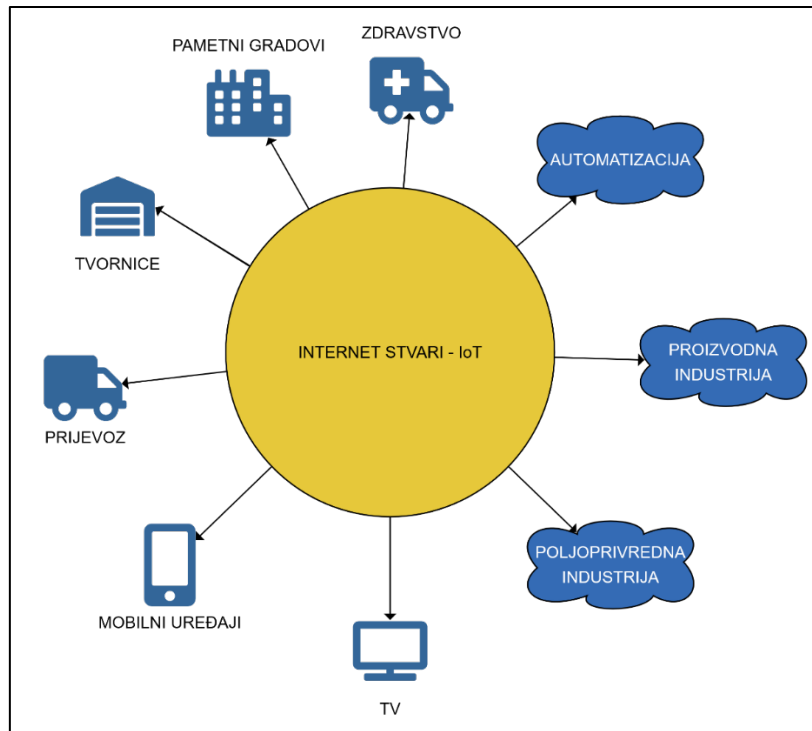 ZDRAVSTVO
PAMETNI GRADOVI
AUTOMATIZACIJA
TVORNICE
INTERNET STVARI - IoT
PROIZVODNA
INDUSTRIJA
PRIJEVOZ
POLJOPRIVREDNA
INDUSTRIJA
MOBILNI UREĐAJI
TV